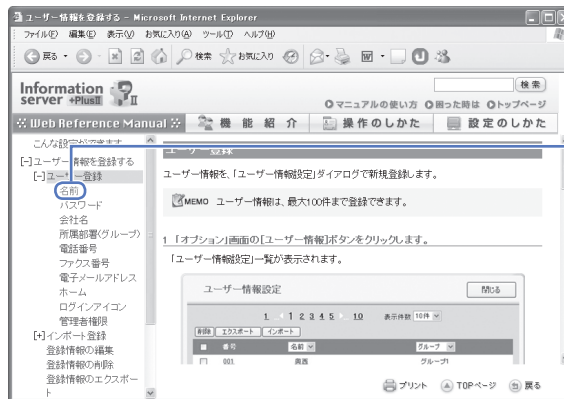 ユーザー情報を登録する - Microsoft Internet Explorer
ファイル(F) 編集(E) 表示(V) お気に入り(A) ツール(T) ヘルプ(H)
戻る 検索 お気に入り
Information server +PlusII II
検索
マニュアルの使い方 困った時は トップページ
Web Reference Manual 機能紹介 操作のしかた 設定のしかた
こんな設定ができます
[-]ユーザー情報を登録する
[-]ユーザー登録
名前
パスワード
会社名
所属部署(グループ)
電話番号
ファクス番号
電子メールアドレス
ホーム
ログインアイコン
管理者権限
[+]インポート登録
登録情報の編集
登録情報の削除
登録情報のエクスポート
ユーザー登録
ユーザー情報を、「ユーザー情報設定」ダイアログで新規登録します。
MEMO ユーザー情報は、最大100件まで登録できます。
1 「オプション」画面の[ユーザー情報]ボタンをクリックします。
「ユーザー情報設定」一覧が表示されます。
ユーザー情報設定 閉じる
1 1 2 3 4 5 10 表示件数 10件
削除 エクスポート インポート
番号 名前 グループ
001 グループ1
プリント TOPページ 戻る